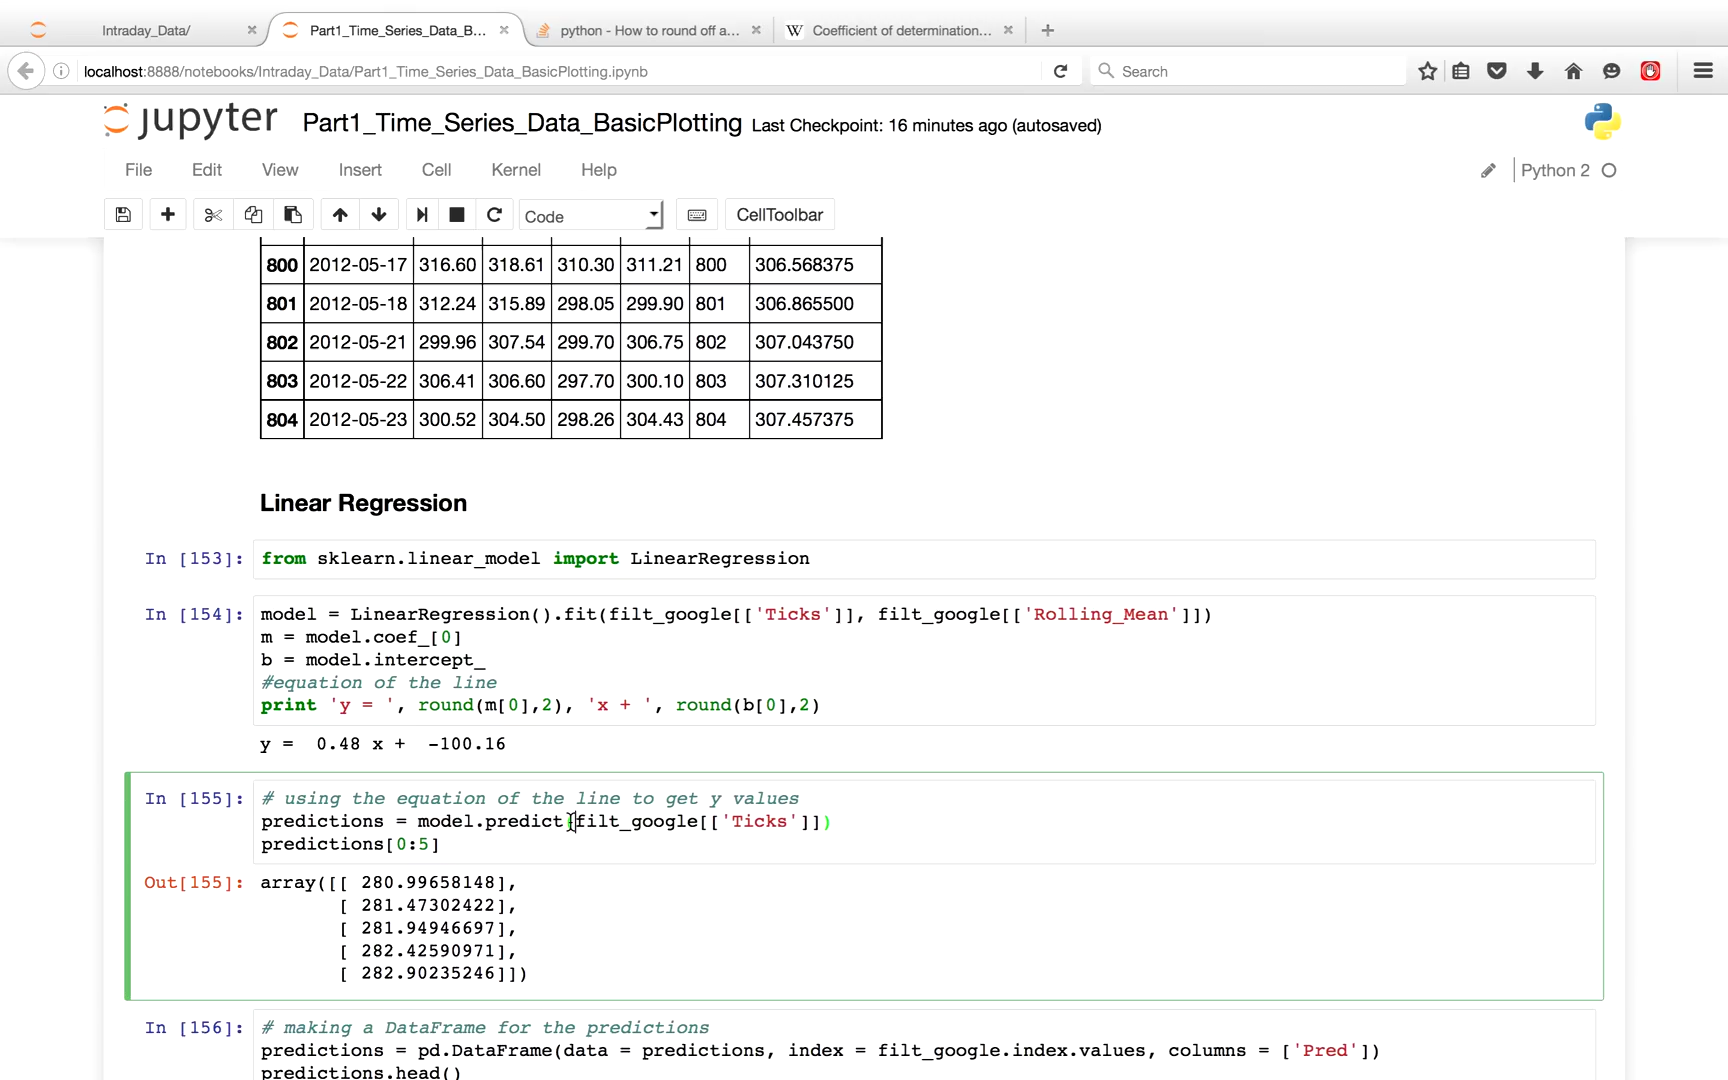 Intraday_Data/ × Part1_Time_Series_Data_B... × python - How to round off a... × W Coefficient of determination... × +
localhost:8888/notebooks/Intraday_Data/Part1_Time_Series_Data_BasicPlotting.ipynb Search
jupyter Part1_Time_Series_Data_BasicPlotting Last Checkpoint: 16 minutes ago (autosaved)
File Edit View Insert Cell Kernel Help Python 2
Code CellToolbar
800 2012-05-17 316.60 318.61 310.30 311.21 800 306.568375
801 2012-05-18 312.24 315.89 298.05 299.90 801 306.865500
802 2012-05-21 299.96 307.54 299.70 306.75 802 307.043750
803 2012-05-22 306.41 306.60 297.70 300.10 803 307.310125
804 2012-05-23 300.52 304.50 298.26 304.43 804 307.457375
Linear Regression
In [153]: from sklearn.linear_model import LinearRegression
In [154]: model = LinearRegression().fit(filt_google[['Ticks']], filt_google[['Rolling_Mean']])
m = model.coef_[0]
b = model.intercept_
#equation of the line
print 'y = ', round(m[0],2), 'x + ', round(b[0],2)
y =  0.48 x +  -100.16
In [155]: # using the equation of the line to get y values
predictions = model.predict(filt_google[['Ticks']])
predictions[0:5]
Out[155]: array([[ 280.99658148],
[ 281.47302422],
[ 281.94946697],
[ 282.42590971],
[ 282.90235246]])
In [156]: # making a DataFrame for the predictions
predictions = pd.DataFrame(data = predictions, index = filt_google.index.values, columns = ['Pred'])
predictions.head()